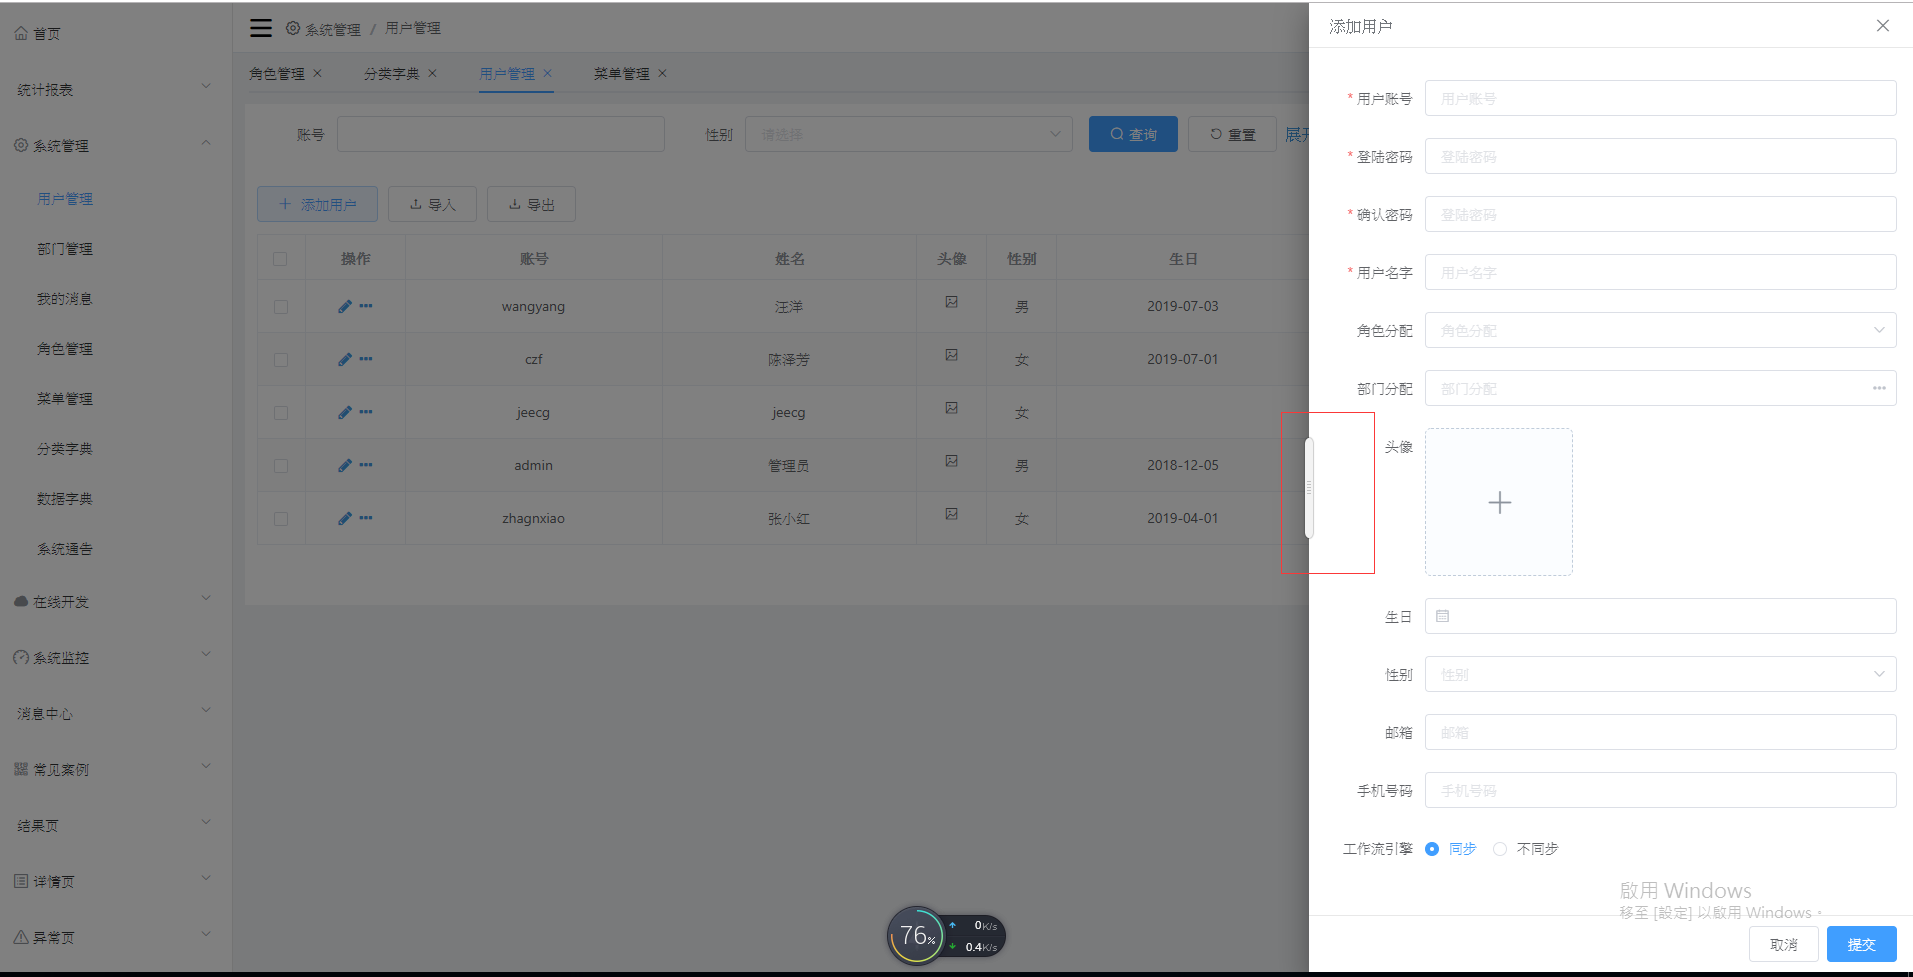 首页
统计报表
系统管理
用户管理
部门管理
我的消息
角色管理
菜单管理
分类字典
数据字典
系统通告
在线开发
系统监控
消息中心
常见案例
结果页
详情页
异常页
系统管理 / 用户管理
角色管理 分类字典 用户管理 菜单管理
账号 性别 请选择 查询 重置 展开
添加用户 导入 导出
操作 账号 姓名 头像 性别 生日
wangyang 汪洋 男 2019-07-03
czf 陈泽芳 女 2019-07-01
jeecg jeecg 女
admin 管理员 男 2018-12-05
zhagnxiao 张小红 女 2019-04-01
76%
0K/s
0.4K/s
添加用户
* 用户账号 用户账号
* 登陆密码 登陆密码
* 确认密码 登陆密码
* 用户名字 用户名字
角色分配 角色分配
部门分配 部门分配
头像
生日
性别 性别
邮箱 邮箱
手机号码 手机号码
工作流引擎 同步 不同步
啟用 Windows
移至 [設定] 以啟用 Windows。
取消 提交